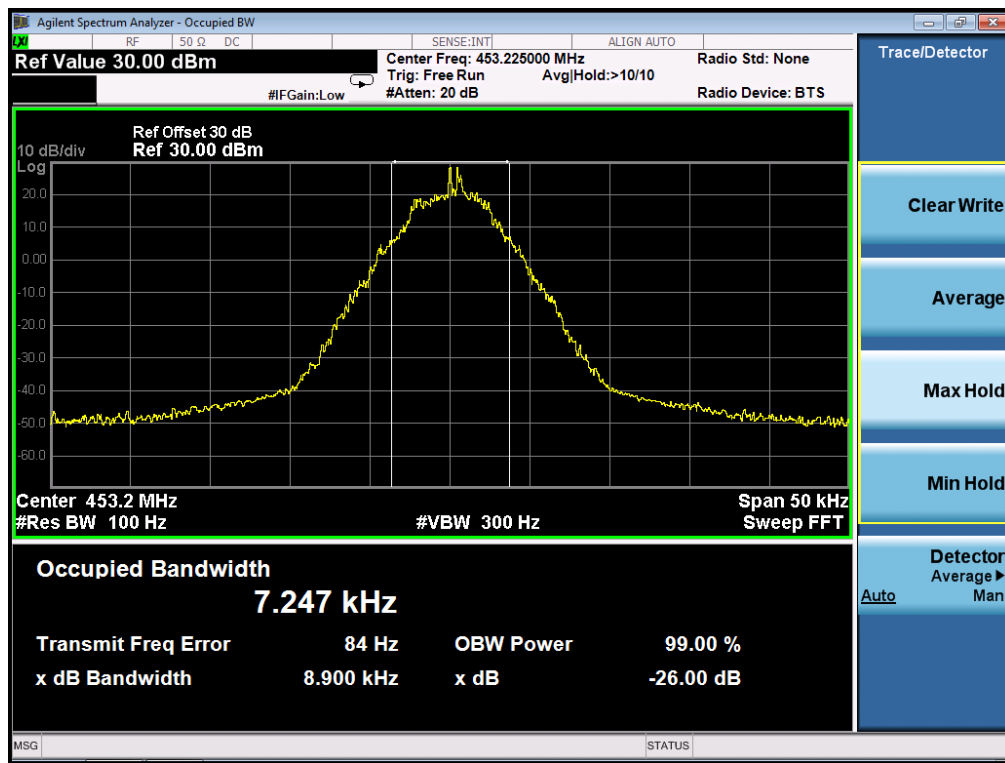 Agilent Spectrum Analyzer - Occupied BW
LXI RF 50 Ω DC SENSE:INT ALIGN AUTO
Ref Value 30.00 dBm
Center Freq: 453.225000 MHz
Radio Std: None
Trig: Free Run Avg|Hold:>10/10
#IFGain:Low #Atten: 20 dB
Radio Device: BTS
Ref Offset 30 dB
10 dB/div Ref 30.00 dBm
Log
20.0
10.0
0.00
-10.0
-20.0
-30.0
-40.0
-50.0
-60.0
Center 453.2 MHz Span 50 kHz
#Res BW 100 Hz #VBW 300 Hz Sweep FFT
Occupied Bandwidth
7.247 kHz
Transmit Freq Error 84 Hz OBW Power 99.00 %
x dB Bandwidth 8.900 kHz x dB -26.00 dB
MSG STATUS
Trace/Detector
Clear Write
Average
Max Hold
Min Hold
Detector
Average
Auto Man